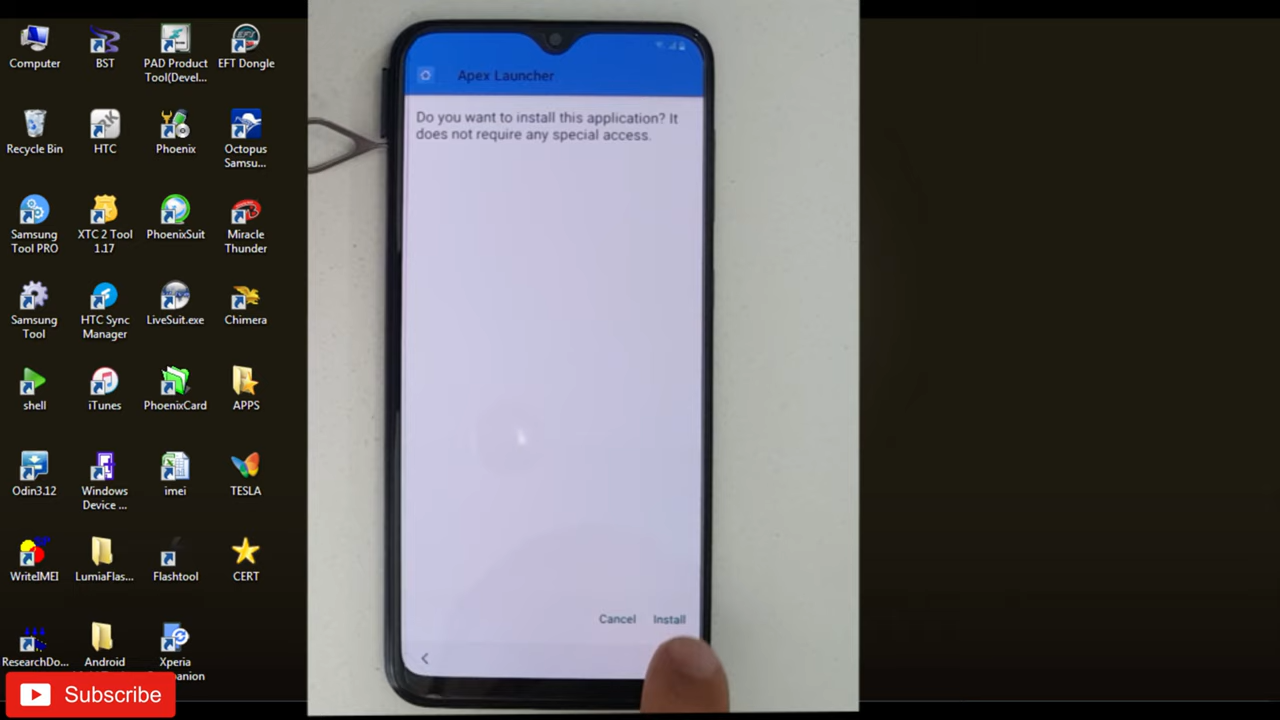 Computer
BST
PAD Product
Tool(Devel...
EFT Dongle
Recycle Bin
HTC
Phoenix
Octopus
Samsu...
Samsung
Tool PRO
XTC 2 Tool
1.17
PhoenixSuit
Miracle
Thunder
Samsung
Tool
HTC Sync
Manager
LiveSuit.exe
Chimera
shell
iTunes
PhoenixCard
APPS
Odin3.12
Windows
Device ...
imei
TESLA
WriteIMEI
LumiaFlas...
Flashtool
CERT
ResearchDo...
Android
Xperia
Subscribe
Apex Launcher
Do you want to install this application? It
does not require any special access.
Cancel Install